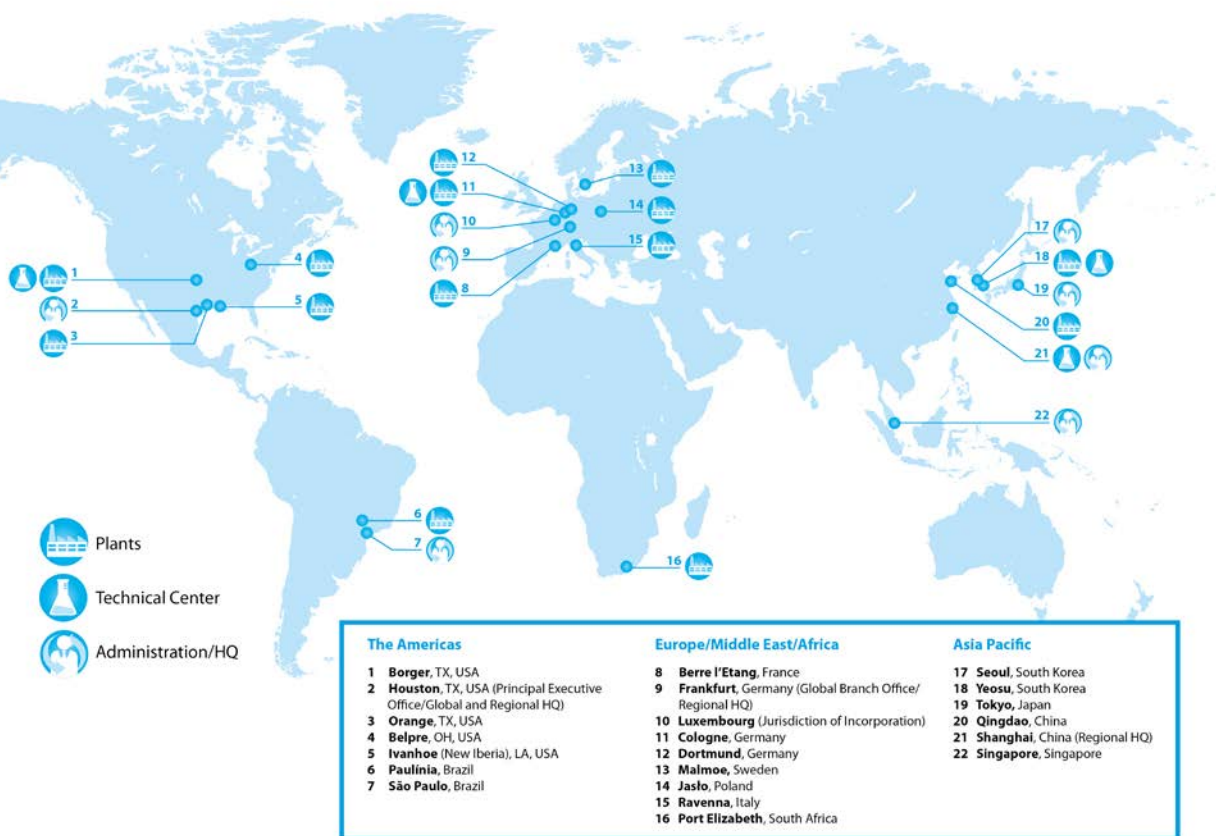 12
11
10
9
8
13
14
15
4
1
2
5
3
17
18
19
20
21
22
6
7
16
Plants
Technical Center
Administration/HQ
The Americas
1 Borger, TX, USA
2 Houston, TX, USA (Principal Executive
Office/Global and Regional HQ)
3 Orange, TX, USA
4 Belpre, OH, USA
5 Ivanhoe (New Iberia), LA, USA
6 Paulínia, Brazil
7 São Paulo, Brazil
Europe/Middle East/Africa
8 Berre l'Etang, France
9 Frankfurt, Germany (Global Branch Office/
Regional HQ)
10 Luxembourg (Jurisdiction of Incorporation)
11 Cologne, Germany
12 Dortmund, Germany
13 Malmoe, Sweden
14 Jasło, Poland
15 Ravenna, Italy
16 Port Elizabeth, South Africa
Asia Pacific
17 Seoul, South Korea
18 Yeosu, South Korea
19 Tokyo, Japan
20 Qingdao, China
21 Shanghai, China (Regional HQ)
22 Singapore, Singapore